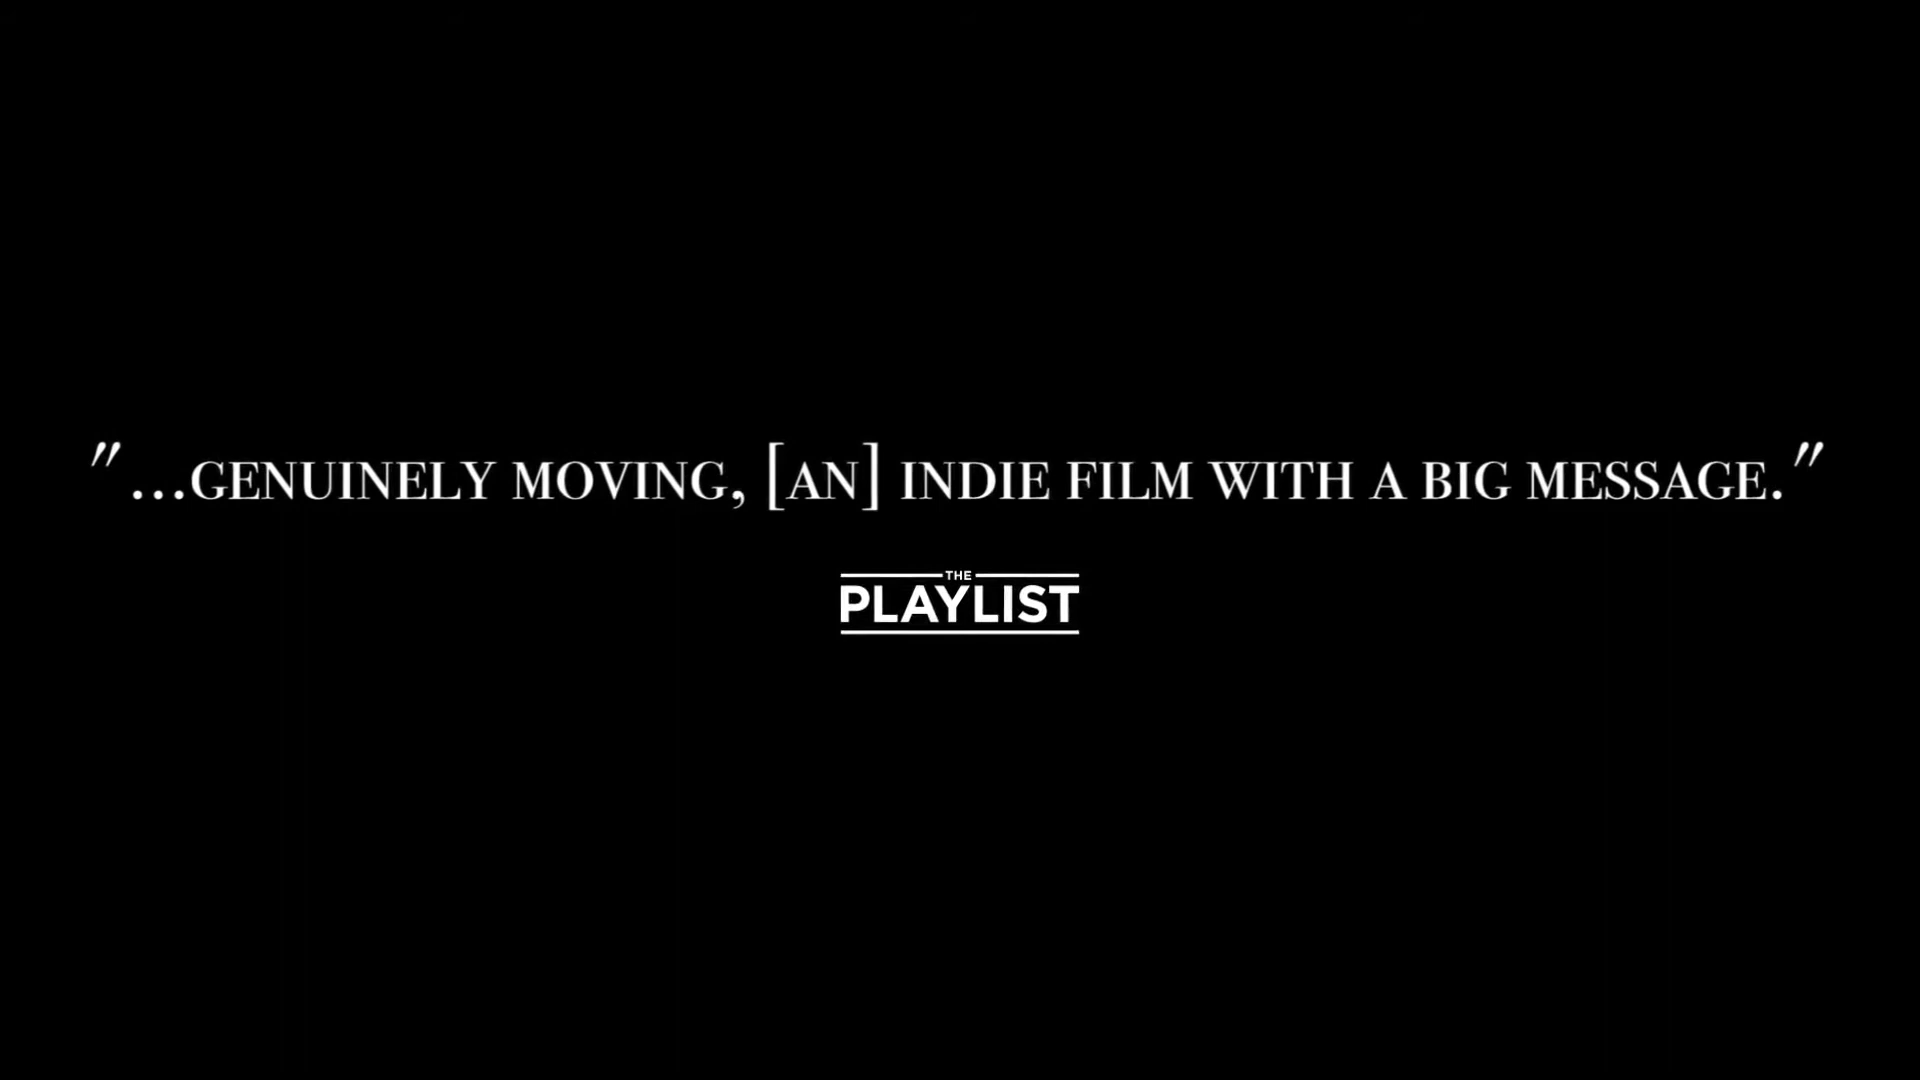 "...GENUINELY MOVING, [AN] INDIE FILM WITH A BIG MESSAGE."
THE
PLAYLIST